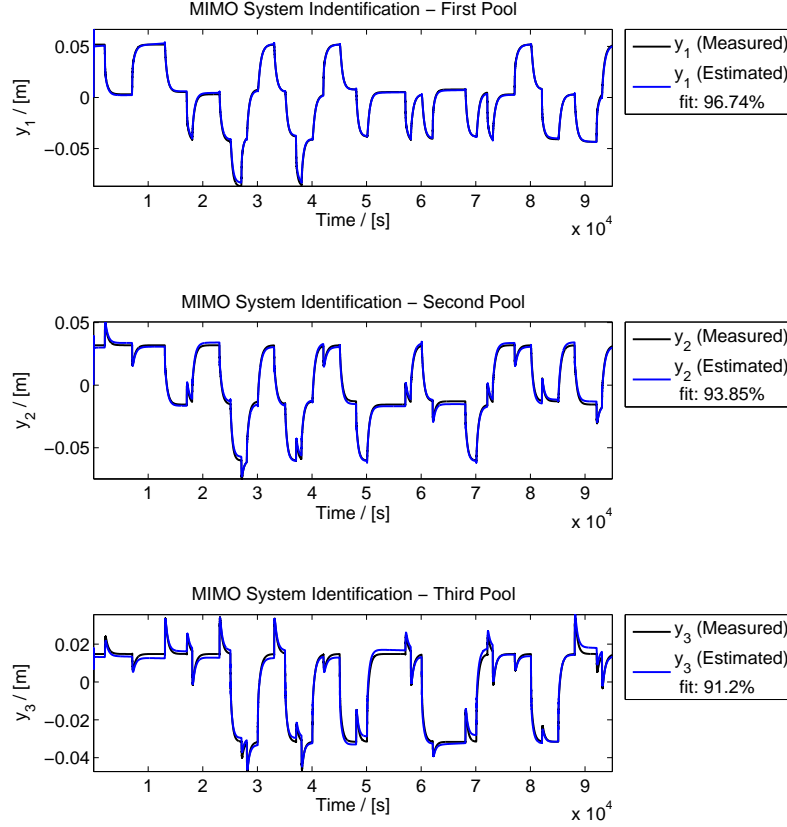 MIMO System Indentification − First Pool
0.05
0
−0.05
y1 / [m]
1 2 3 4 5 6 7 8 9
Time / [s]
x 10^4
y1 (Measured)
y1 (Estimated)
fit: 96.74%
MIMO System Identification − Second Pool
0.05
0
−0.05
y2 / [m]
1 2 3 4 5 6 7 8 9
Time / [s]
x 10^4
y2 (Measured)
y2 (Estimated)
fit: 93.85%
MIMO System Identification − Third Pool
0.02
0
−0.02
−0.04
y3 / [m]
1 2 3 4 5 6 7 8 9
Time / [s]
x 10^4
y3 (Measured)
y3 (Estimated)
fit: 91.2%